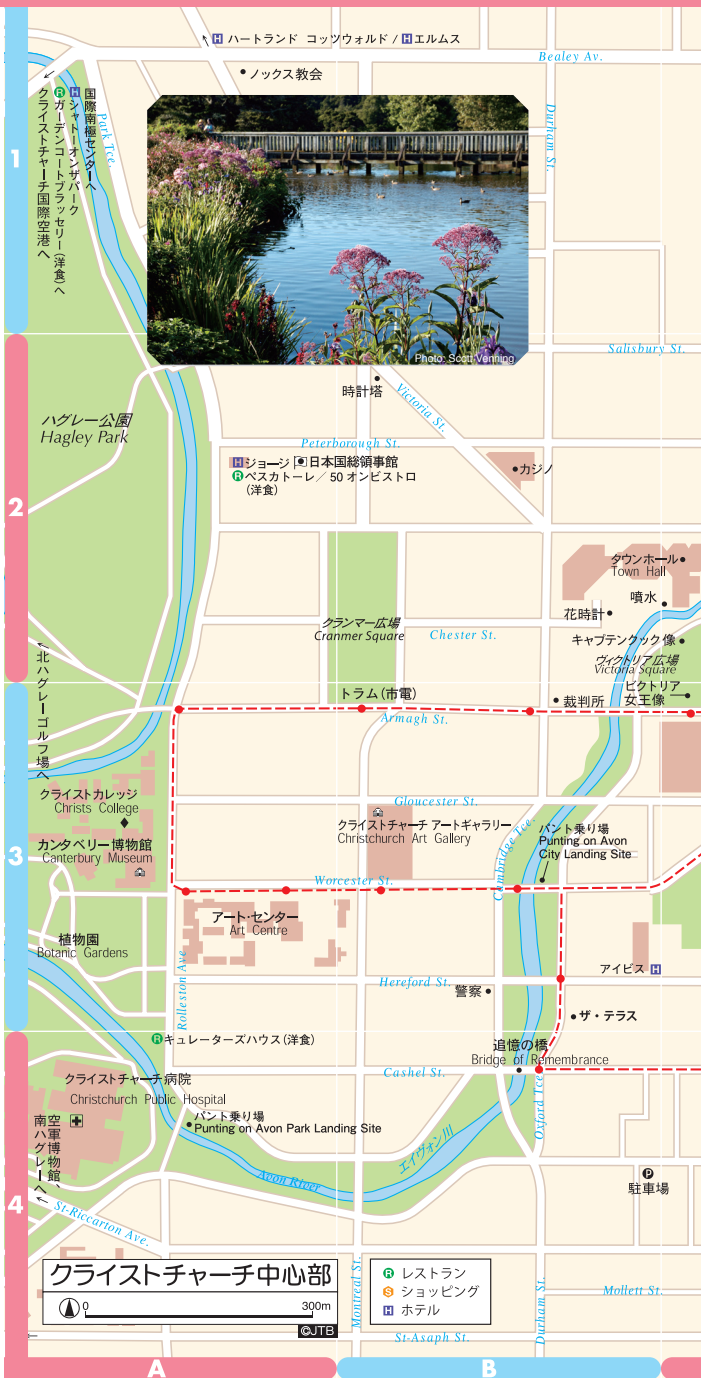 H ハートランド コッツウォルド / H エルムス
Bealey Av.
ノックス教会
国際南極センターへ
H シャトーオンザパーク
R ガーデンコートブラッセリー(洋食)へ
クライストチャーチ国際空港へ
Park Tce.
Durham St.
1
Photo: Scott Venning
Salisbury St.
時計塔
Victoria St.
ハグレー公園
Hagley Park
Peterborough St.
H ジョージ
日本国総領事館
R ペスカトーレ／50 オンビストロ
(洋食)
カジノ
2
タウンホール
Town Hall
噴水
花時計
クランマー広場
Cranmer Square
Chester St.
キャプテンクック像
ヴィクトリア広場
Victoria Square
ビクトリア
女王像
裁判所
トラム(市電)
Armagh St.
北ハグレーゴルフ場へ
クライストカレッジ
Christs College
Gloucester St.
クライストチャーチ アートギャラリー
Christchurch Art Gallery
Cambridge Tce.
パント乗り場
Punting on Avon
City Landing Site
3
カンタベリー博物館
Canterbury Museum
Worcester St.
アート・センター
Art Centre
植物園
Botanic Gardens
Rolleston Ave
Hereford St.
警察
アイビス H
ザ・テラス
R キュレーターズハウス(洋食)
追憶の橋
Bridge of Remembrance
Cashel St.
Oxford Tce
クライストチャーチ病院
Christchurch Public Hospital
パント乗り場
Punting on Avon Park Landing Site
空軍博物館、
南ハグレーへ
エイヴォン川
Avon River
P
駐車場
4
St-Riccarton Ave.
クライストチャーチ中心部
0
300m
©JTB
R レストラン
S ショッピング
H ホテル
Montreal St.
Durham St.
Mollett St.
St-Asaph St.
A
B